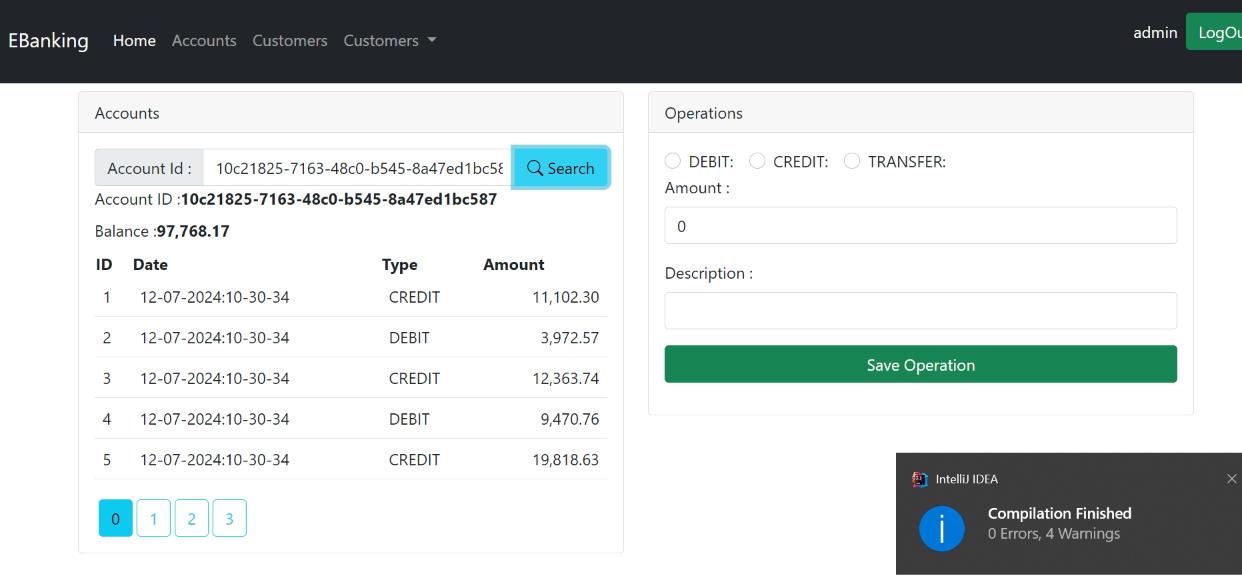 EBanking Home Accounts Customers Customers admin LogOu
Accounts
Account Id : 10c21825-7163-48c0-b545-8a47ed1bc58 Search
Account ID :10c21825-7163-48c0-b545-8a47ed1bc587
Balance :97,768.17
ID Date Type Amount
1 12-07-2024:10-30-34 CREDIT 11,102.30
2 12-07-2024:10-30-34 DEBIT 3,972.57
3 12-07-2024:10-30-34 CREDIT 12,363.74
4 12-07-2024:10-30-34 DEBIT 9,470.76
5 12-07-2024:10-30-34 CREDIT 19,818.63
0 1 2 3
Operations
DEBIT: CREDIT: TRANSFER:
Amount :
0
Description :
Save Operation
IntelliJ IDEA
Compilation Finished
0 Errors, 4 Warnings